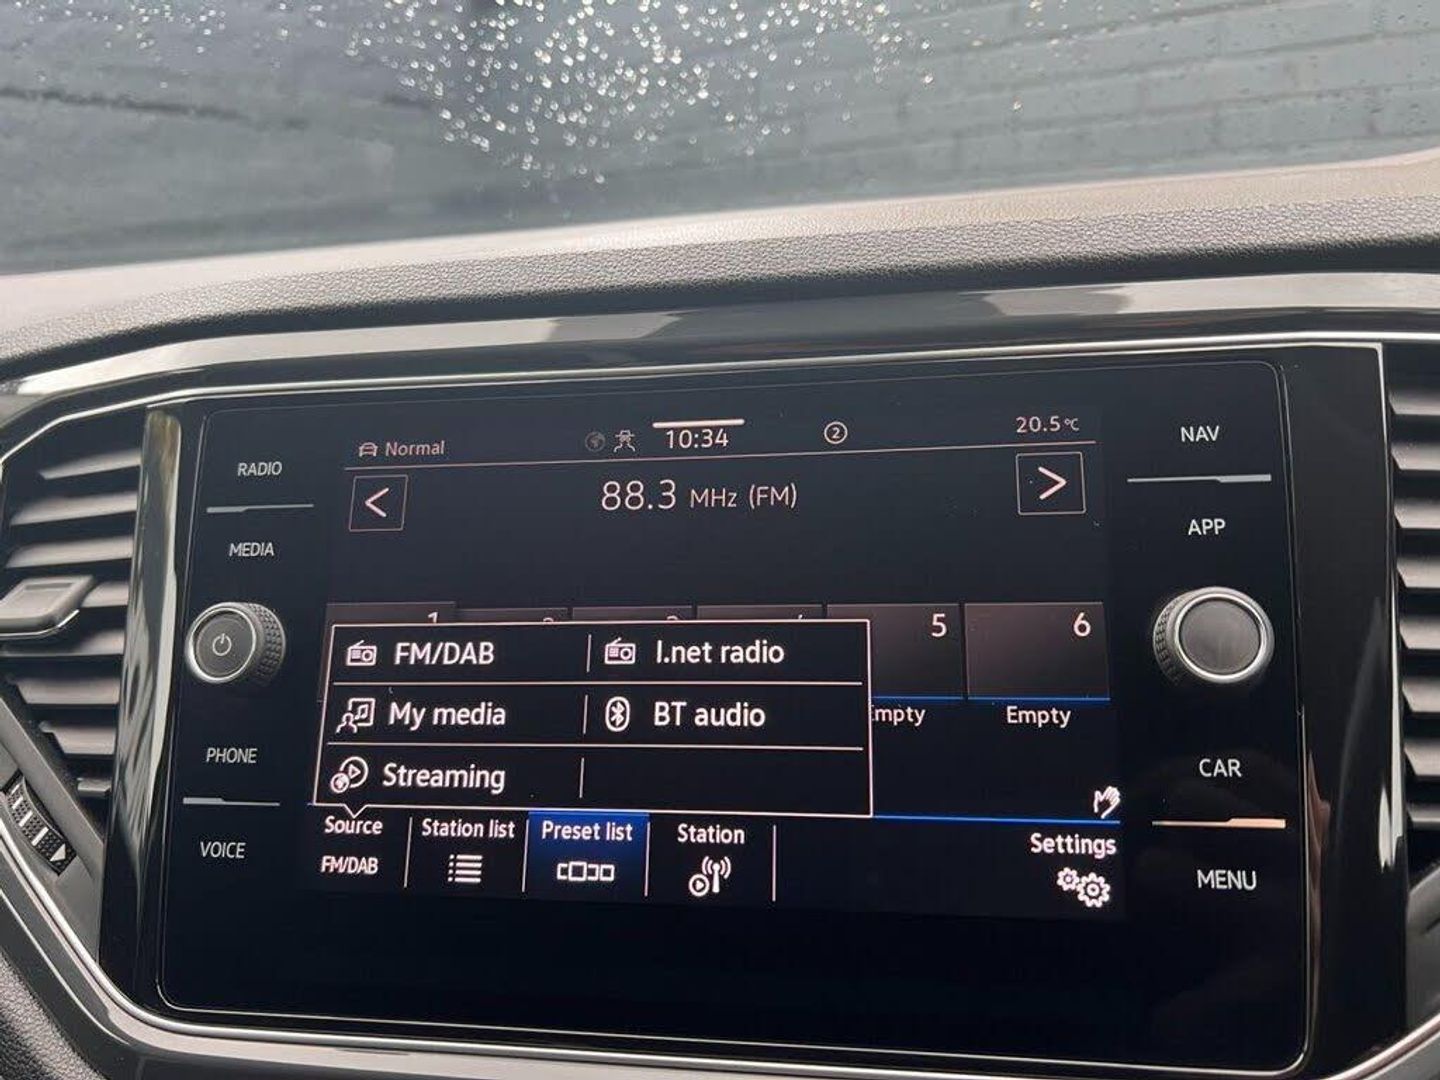 Normal
10:34
2
20.5°C
NAV
RADIO
88.3 MHz (FM)
APP
MEDIA
1
5
6
FM/DAB
I.net radio
My media
BT audio
Empty
Streaming
PHONE
CAR
Source
Station list
Preset list
Station
Settings
FM/DAB
VOICE
MENU